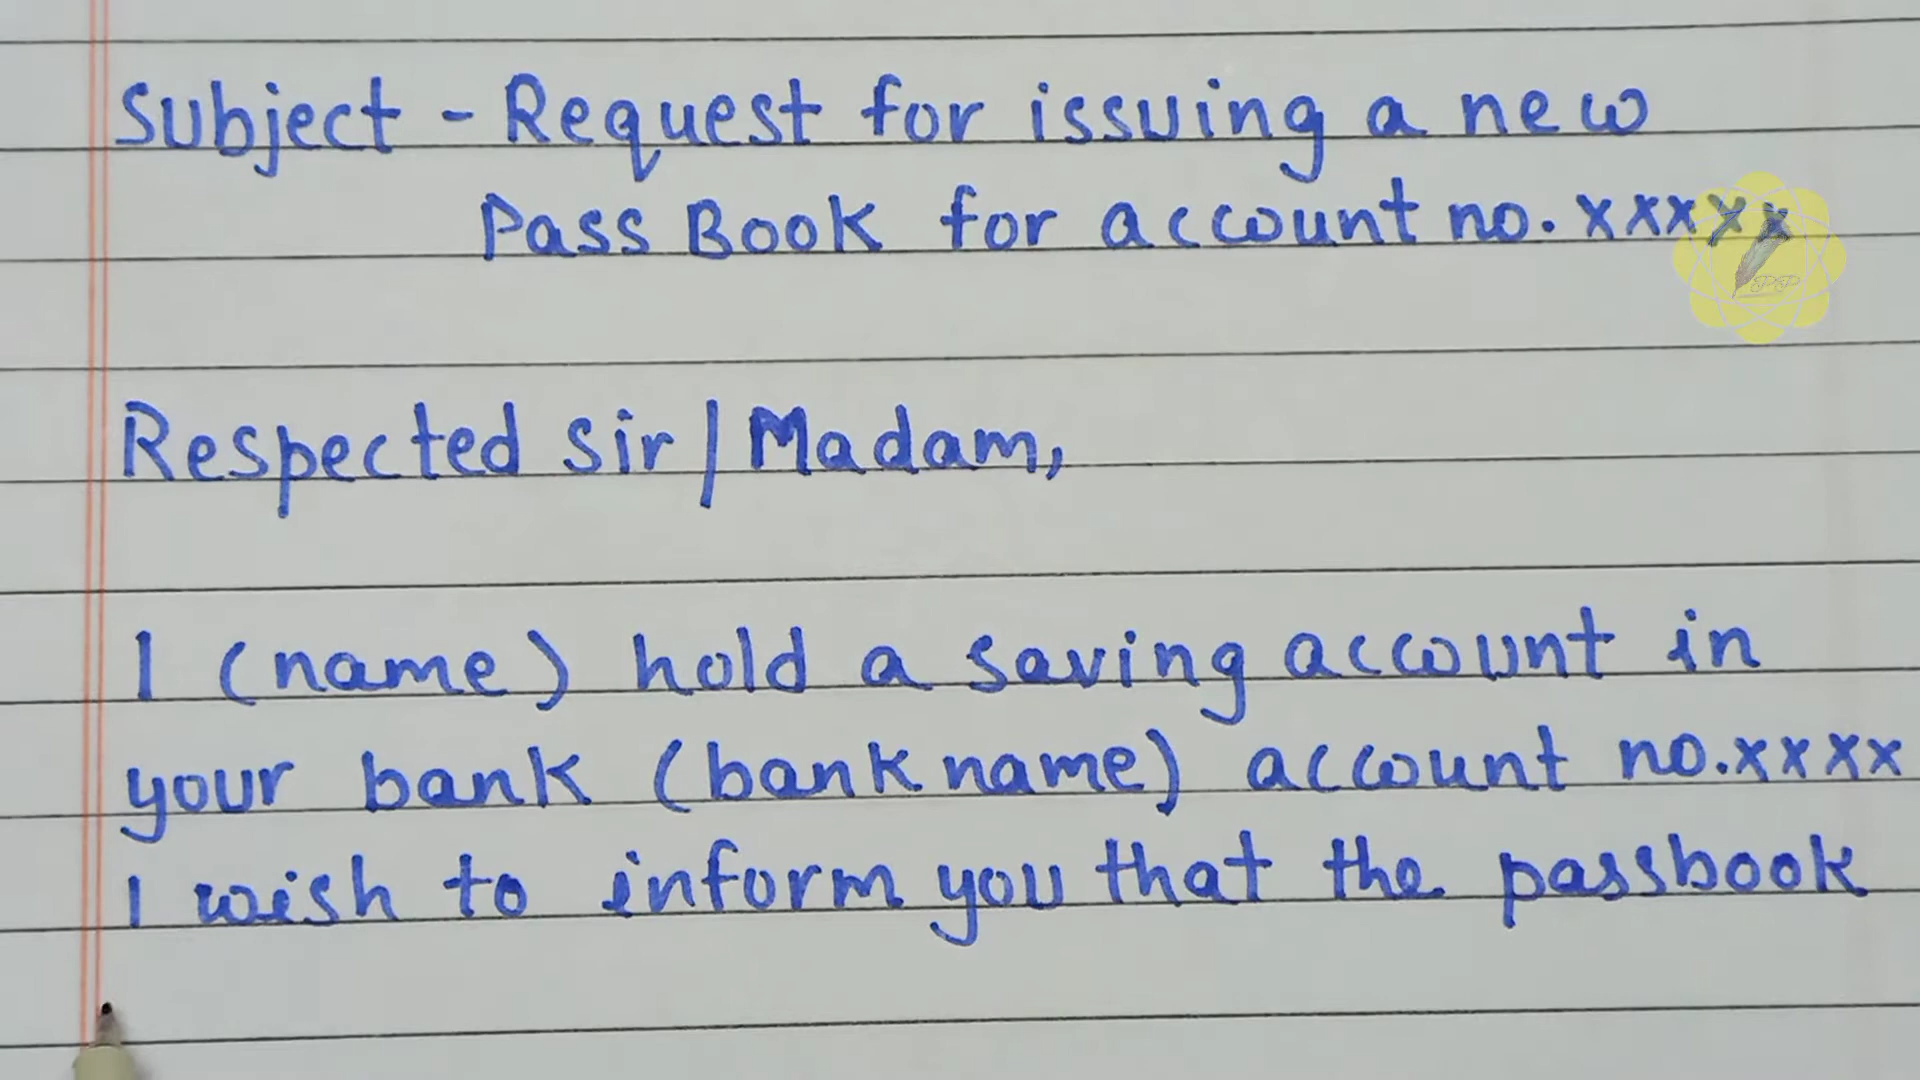 Subject - Request for issuing a new
Pass Book for account no. xxxxx
Respected Sir/Madam,
I (name) hold a saving account in
your bank (bank name) account no.xxxx
I wish to inform you that the passbook
PP